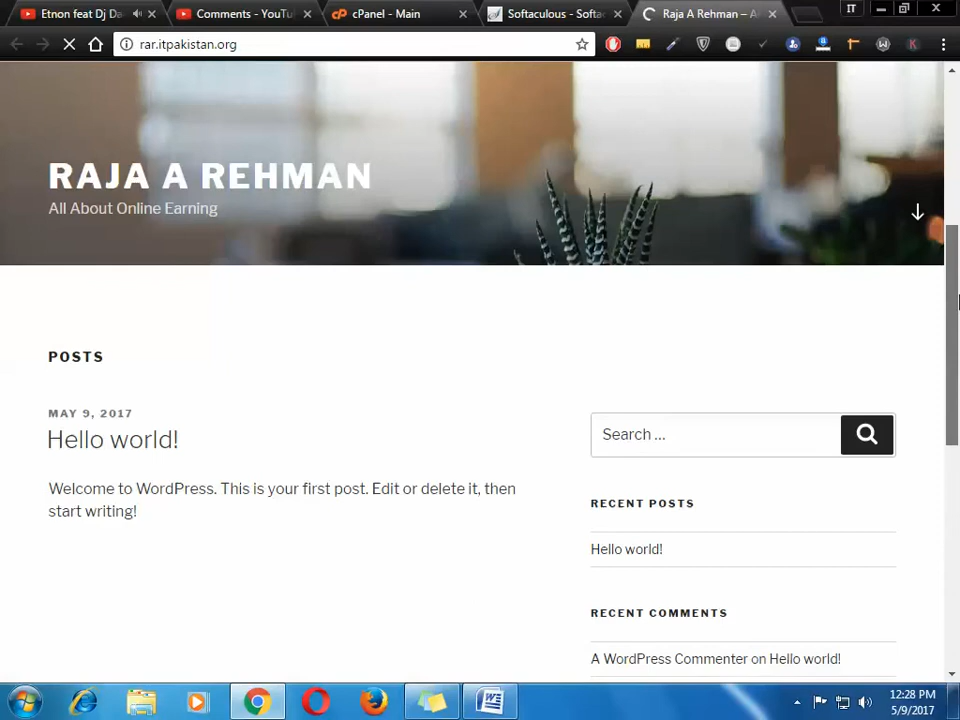 Etnon feat Dj Da
Comments - YouTu
cPanel - Main
Softaculous - Softa
Raja A Rehman – A
IT
rar.itpakistan.org
RAJA A REHMAN
All About Online Earning
POSTS
MAY 9, 2017
Hello world!
Welcome to WordPress. This is your first post. Edit or delete it, then
start writing!
Search ...
RECENT POSTS
Hello world!
RECENT COMMENTS
A WordPress Commenter on Hello world!
12:28 PM
5/9/2017